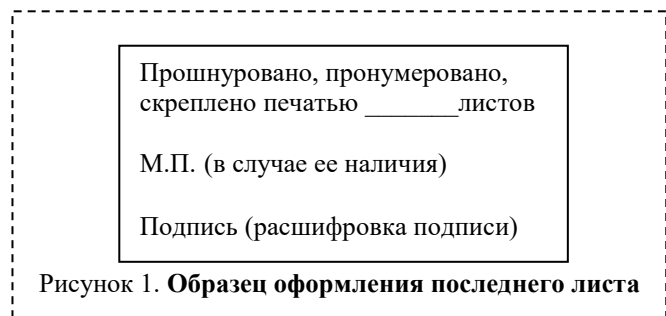 Прошнуровано, пронумеровано,
скреплено печатью _______листов
М.П. (в случае ее наличия)
Подпись (расшифровка подписи)
Рисунок 1. Образец оформления последнего листа